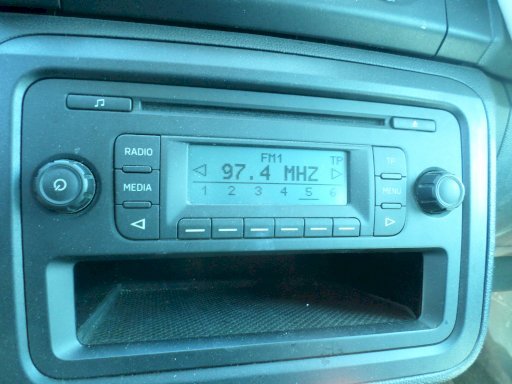 RADIO
MEDIA
FM1 TP
97.4 MHZ
1 2 3 4 5 6
TP
MENU